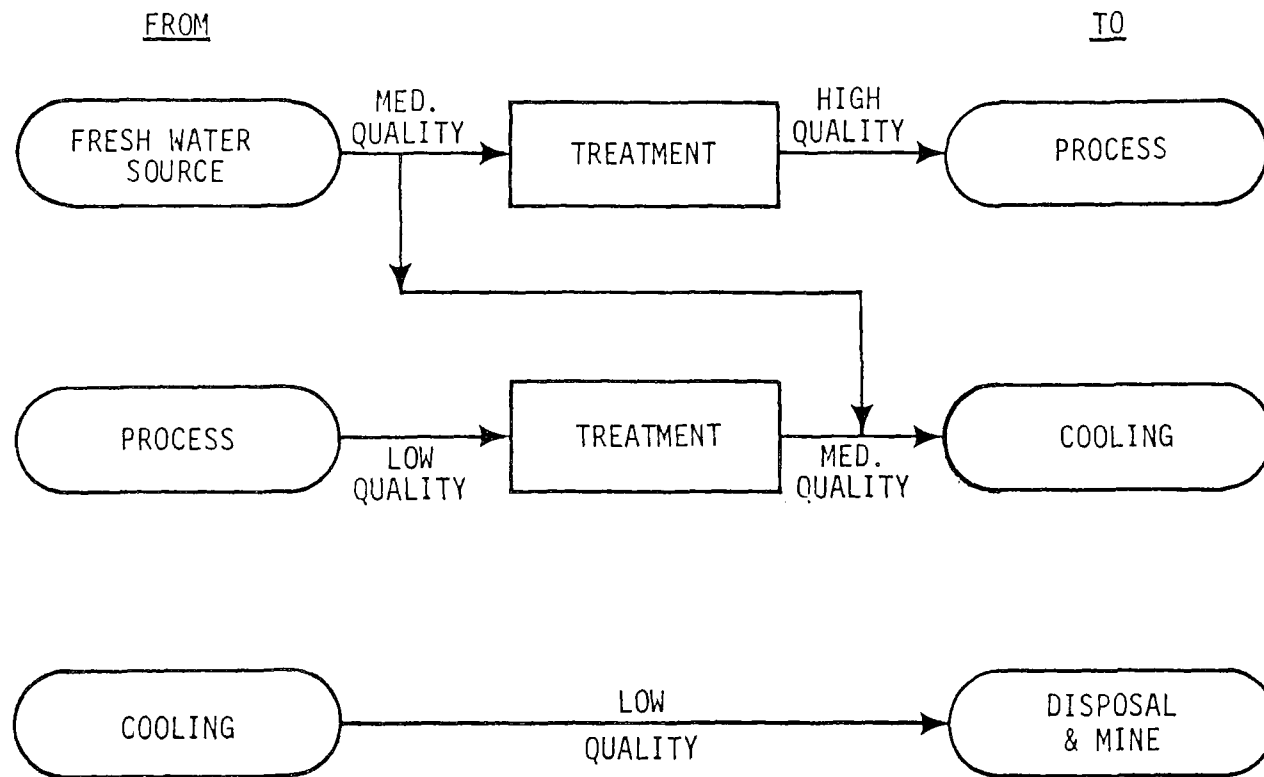 FROM
TO
FRESH WATER
SOURCE
MED.
QUALITY
TREATMENT
HIGH
QUALITY
PROCESS
PROCESS
LOW
QUALITY
TREATMENT
MED.
QUALITY
COOLING
COOLING
LOW
QUALITY
DISPOSAL
& MINE